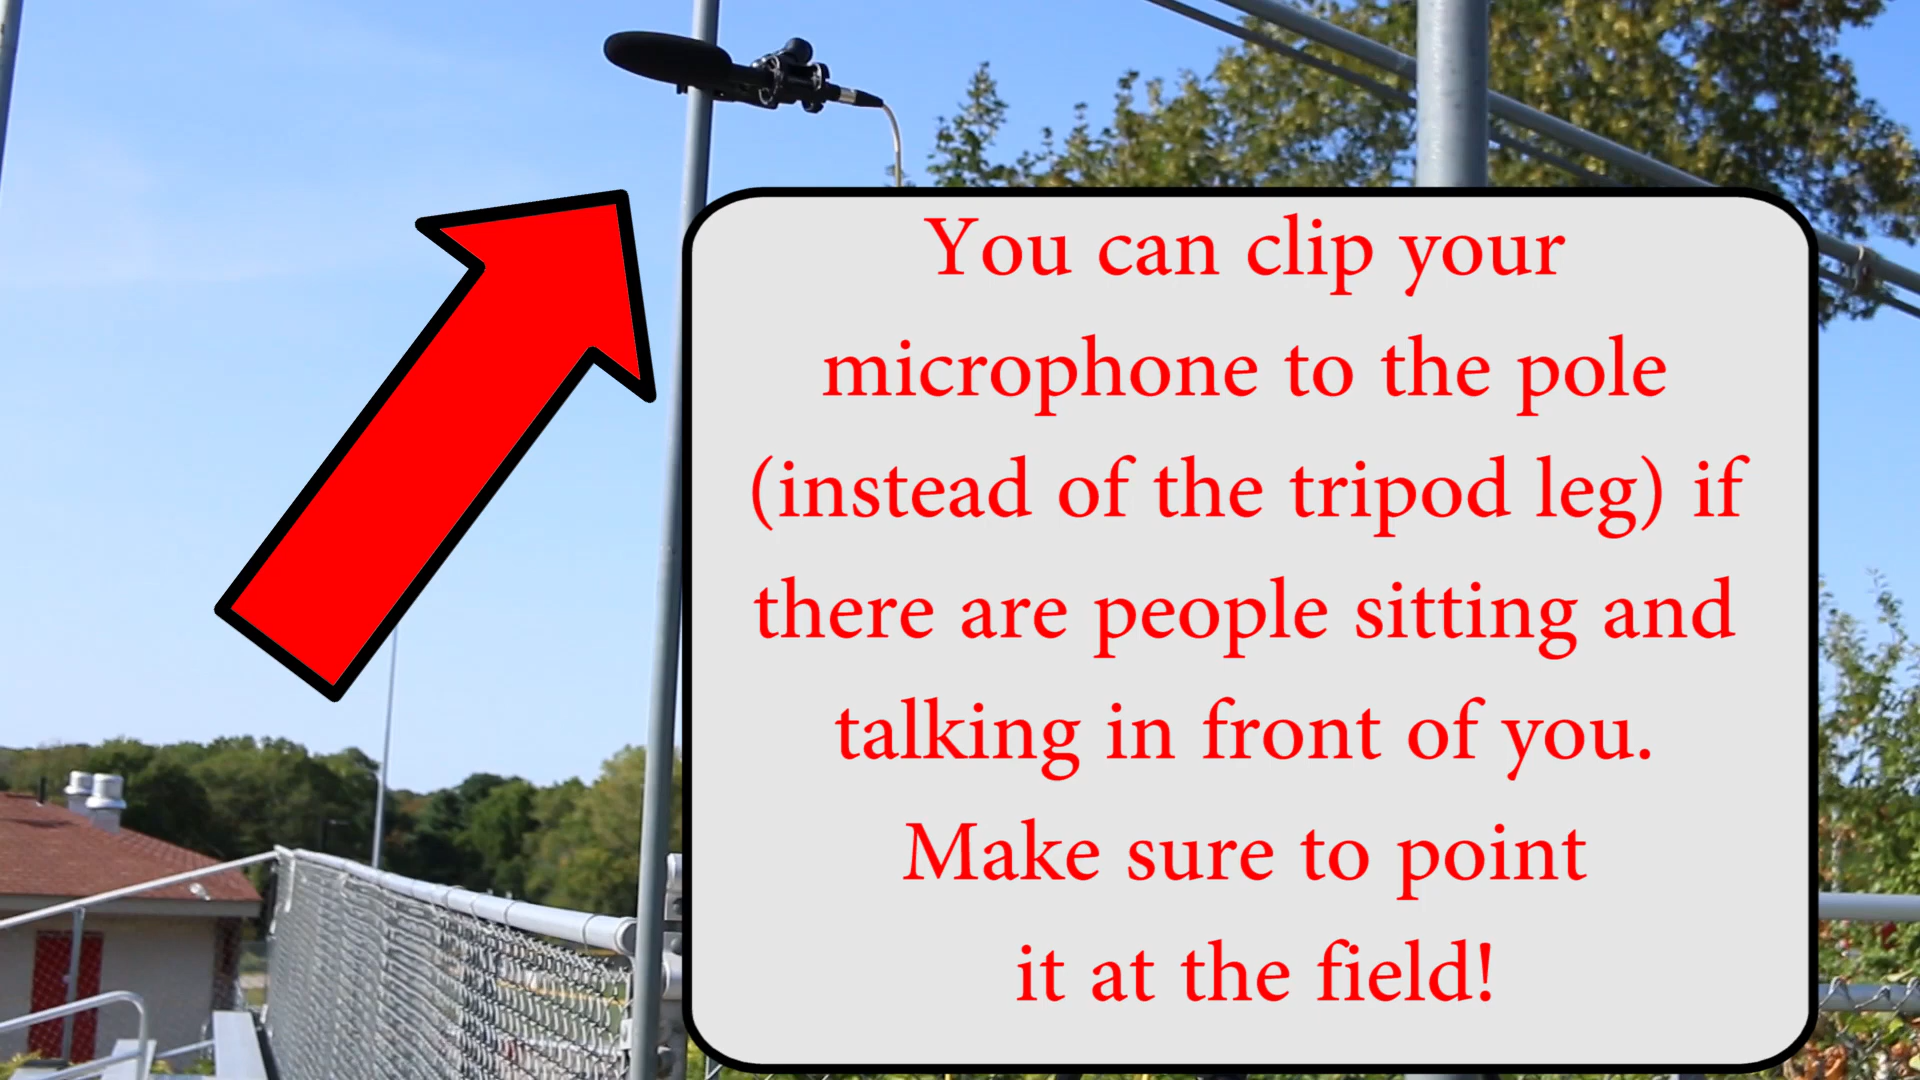 You can clip your
microphone to the pole
(instead of the tripod leg) if
there are people sitting and
talking in front of you.
Make sure to point
it at the field!